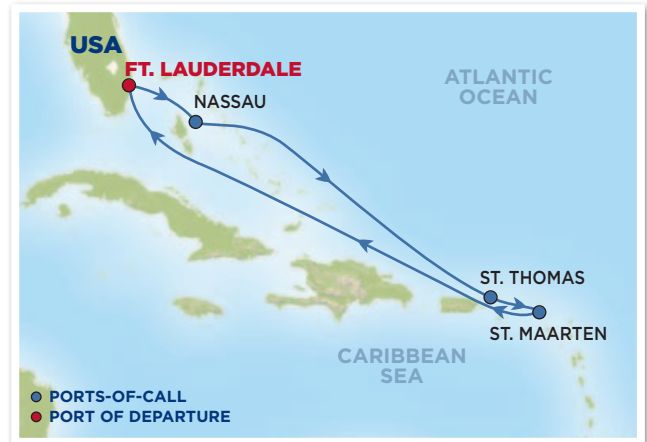 USA
FT. LAUDERDALE
NASSAU
ATLANTIC
OCEAN
ST. THOMAS
ST. MAARTEN
CARIBBEAN
SEA
PORTS-OF-CALL
PORT OF DEPARTURE